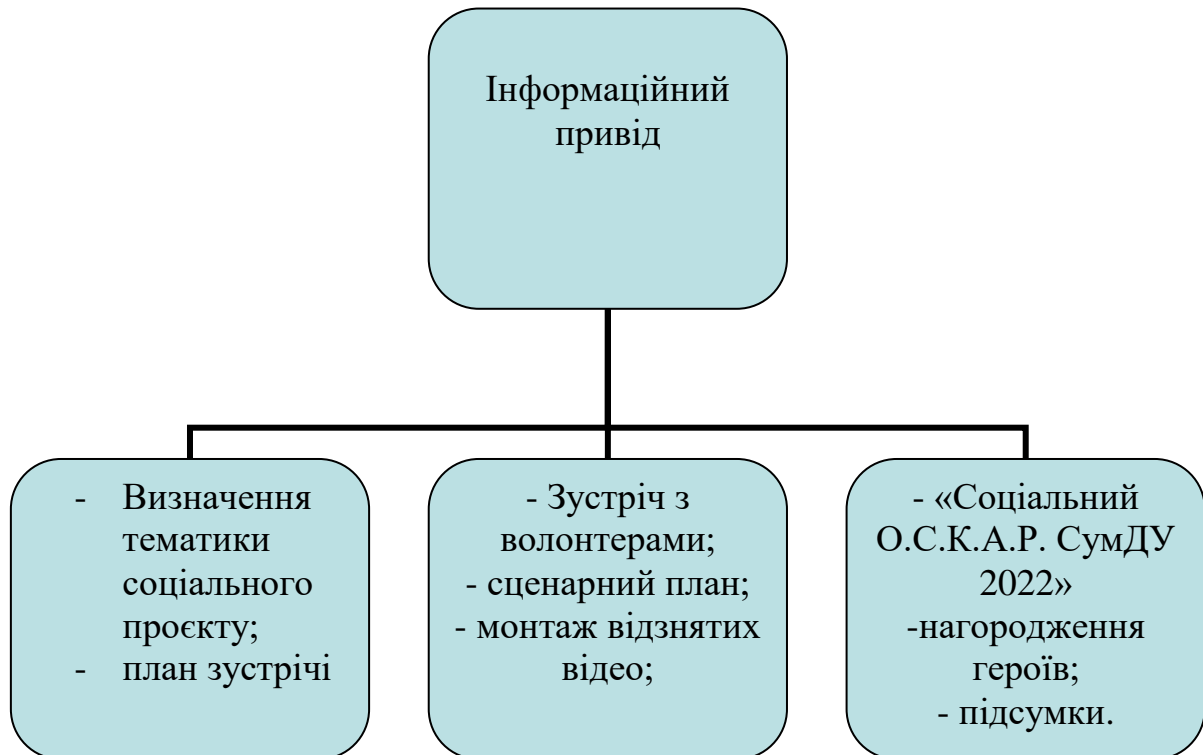 Інформаційний
привід
- Визначення
тематики
соціального
проєкту;
- план зустрічі
- Зустріч з
волонтерами;
- сценарний план;
- монтаж відзнятих
відео;
- «Соціальний
О.С.К.А.Р. СумДУ
2022»
-нагородження
героїв;
- підсумки.